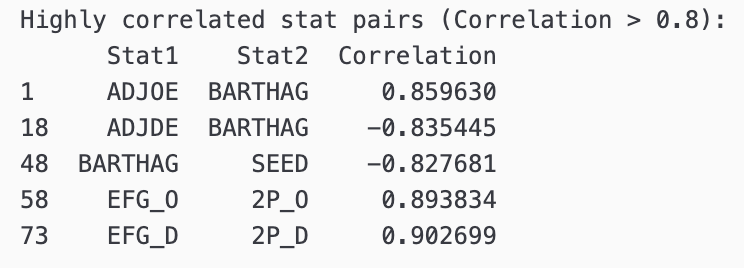 Highly correlated stat pairs (Correlation > 0.8):
Stat1 Stat2 Correlation
1 ADJOE BARTHAG 0.859630
18 ADJDE BARTHAG -0.835445
48 BARTHAG SEED -0.827681
58 EFG_O 2P_O 0.893834
73 EFG_D 2P_D 0.902699